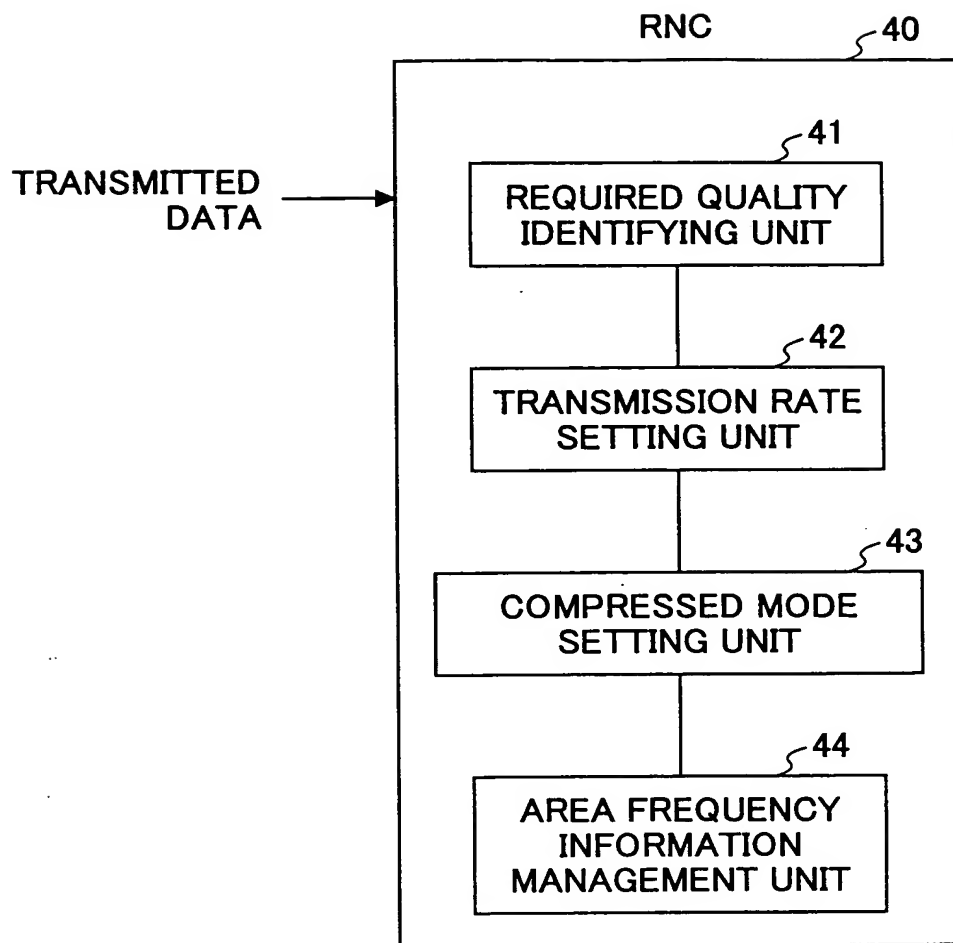 RNC
40
TRANSMITTED
DATA
41
REQUIRED QUALITY
IDENTIFYING UNIT
42
TRANSMISSION RATE
SETTING UNIT
43
COMPRESSED MODE
SETTING UNIT
44
AREA FREQUENCY
INFORMATION
MANAGEMENT UNIT